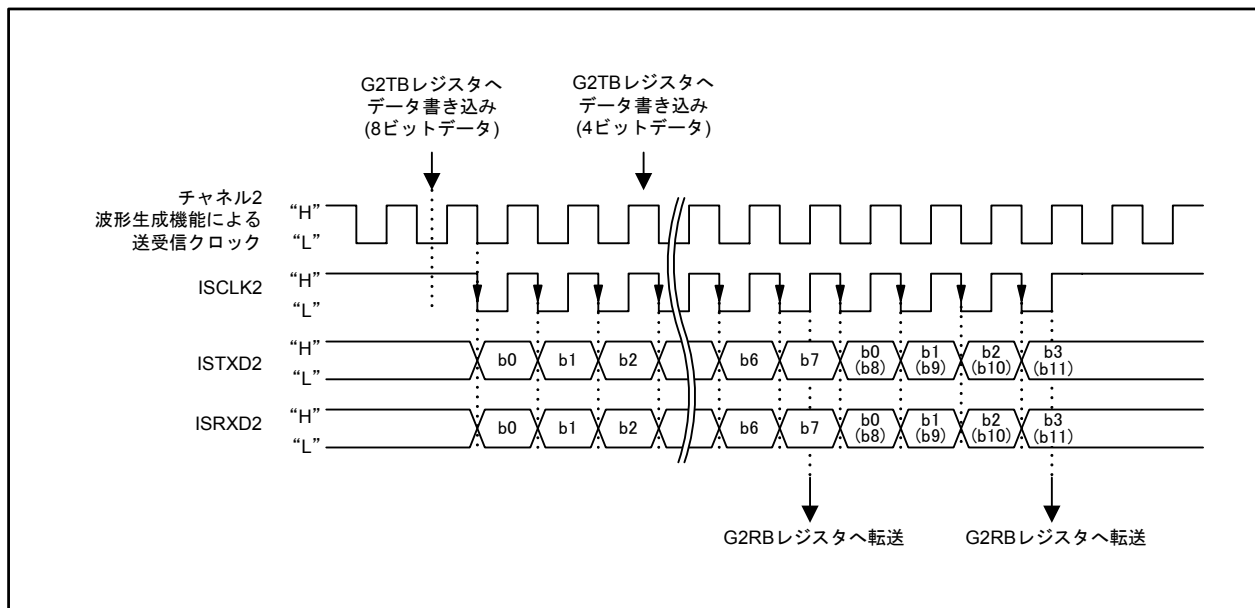 G2TBレジスタへ
データ書き込み
(8ビットデータ)
G2TBレジスタへ
データ書き込み
(4ビットデータ)
チャネル2
波形生成機能による
送受信クロック
“H”
“L”
ISCLK2
“H”
“L”
ISTXD2
“H”
“L”
b0
b1
b2
b6
b7
b0
(b8)
b1
(b9)
b2
(b10)
b3
(b11)
ISRXD2
“H”
“L”
b0
b1
b2
b6
b7
b0
(b8)
b1
(b9)
b2
(b10)
b3
(b11)
G2RBレジスタへ転送
G2RBレジスタへ転送